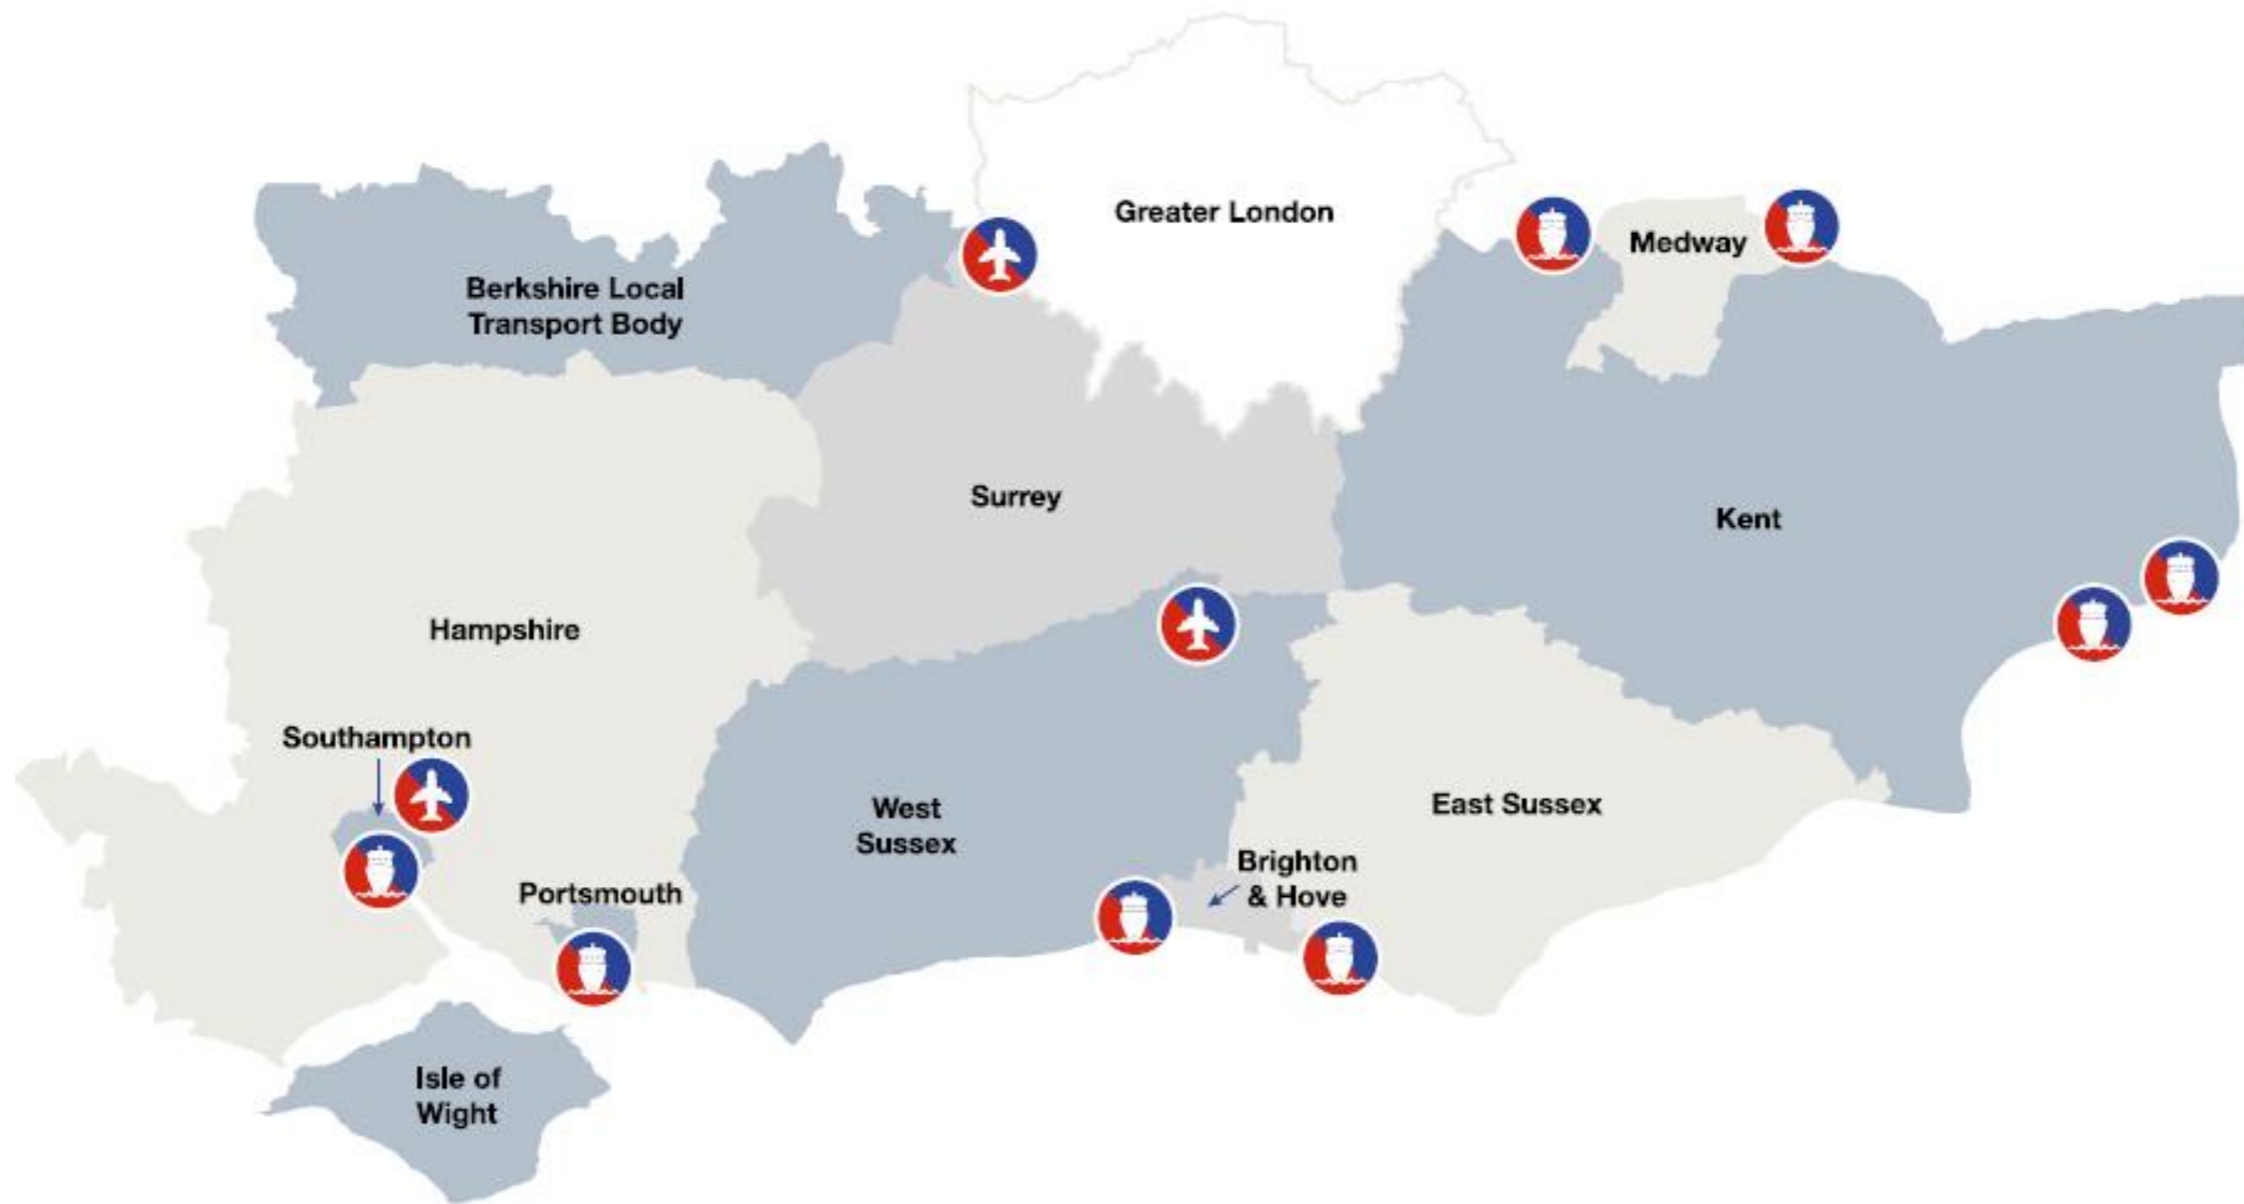 Greater London
Medway
Berkshire Local
Transport Body
Surrey
Kent
Hampshire
Southampton
West
Sussex
East Sussex
Brighton
& Hove
Portsmouth
Isle of
Wight